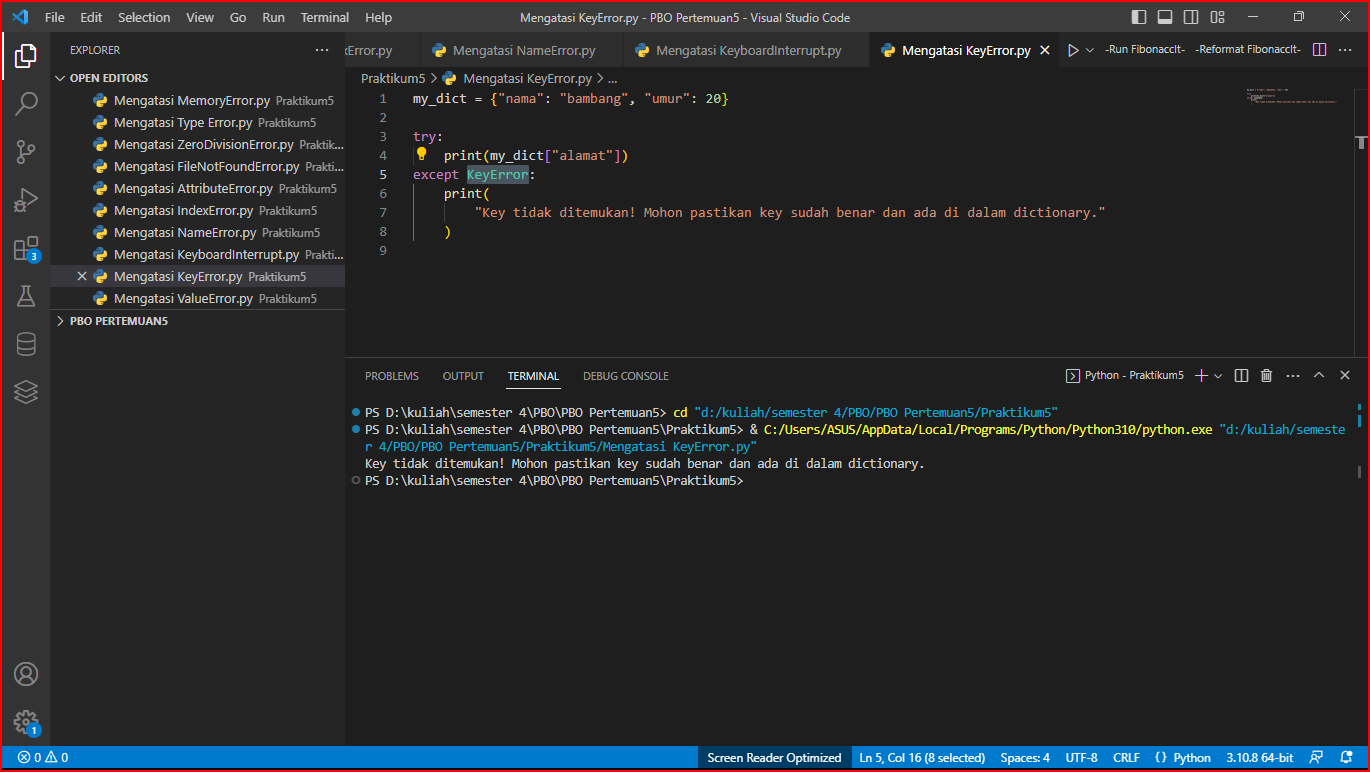 File Edit Selection View Go Run Terminal Help
Mengatasi KeyError.py - PBO Pertemuan5 - Visual Studio Code
EXPLORER
OPEN EDITORS
Mengatasi MemoryError.py Praktikum5
Mengatasi Type Error.py Praktikum5
Mengatasi ZeroDivisionError.py Praktik...
Mengatasi FileNotFoundError.py Prakti...
Mengatasi AttributeError.py Praktikum5
Mengatasi IndexError.py Praktikum5
Mengatasi NameError.py Praktikum5
Mengatasi KeyboardInterrupt.py Prakti...
Mengatasi KeyError.py Praktikum5
Mengatasi ValueError.py Praktikum5
PBO PERTEMUAN5
3
1
xError.py Mengatasi NameError.py Mengatasi KeyboardInterrupt.py Mengatasi KeyError.py -Run FibonaccIt- -Reformat FibonaccIt-
Praktikum5 > Mengatasi KeyError.py > ...
1 my_dict = {"nama": "bambang", "umur": 20}
2
3 try:
4 print(my_dict["alamat"])
5 except KeyError:
6 print(
7 "Key tidak ditemukan! Mohon pastikan key sudah benar dan ada di dalam dictionary."
8 )
9
PROBLEMS OUTPUT TERMINAL DEBUG CONSOLE
Python - Praktikum5
PS D:\kuliah\semester 4\PBO\PBO Pertemuan5> cd "d:/kuliah/semester 4/PBO/PBO Pertemuan5/Praktikum5"
PS D:\kuliah\semester 4\PBO\PBO Pertemuan5\Praktikum5> & C:/Users/ASUS/AppData/Local/Programs/Python/Python310/python.exe "d:/kuliah/semeste
r 4/PBO/PBO Pertemuan5/Praktikum5/Mengatasi KeyError.py"
Key tidak ditemukan! Mohon pastikan key sudah benar dan ada di dalam dictionary.
PS D:\kuliah\semester 4\PBO\PBO Pertemuan5\Praktikum5>
0 0
Screen Reader Optimized Ln 5, Col 16 (8 selected) Spaces: 4 UTF-8 CRLF {} Python 3.10.8 64-bit